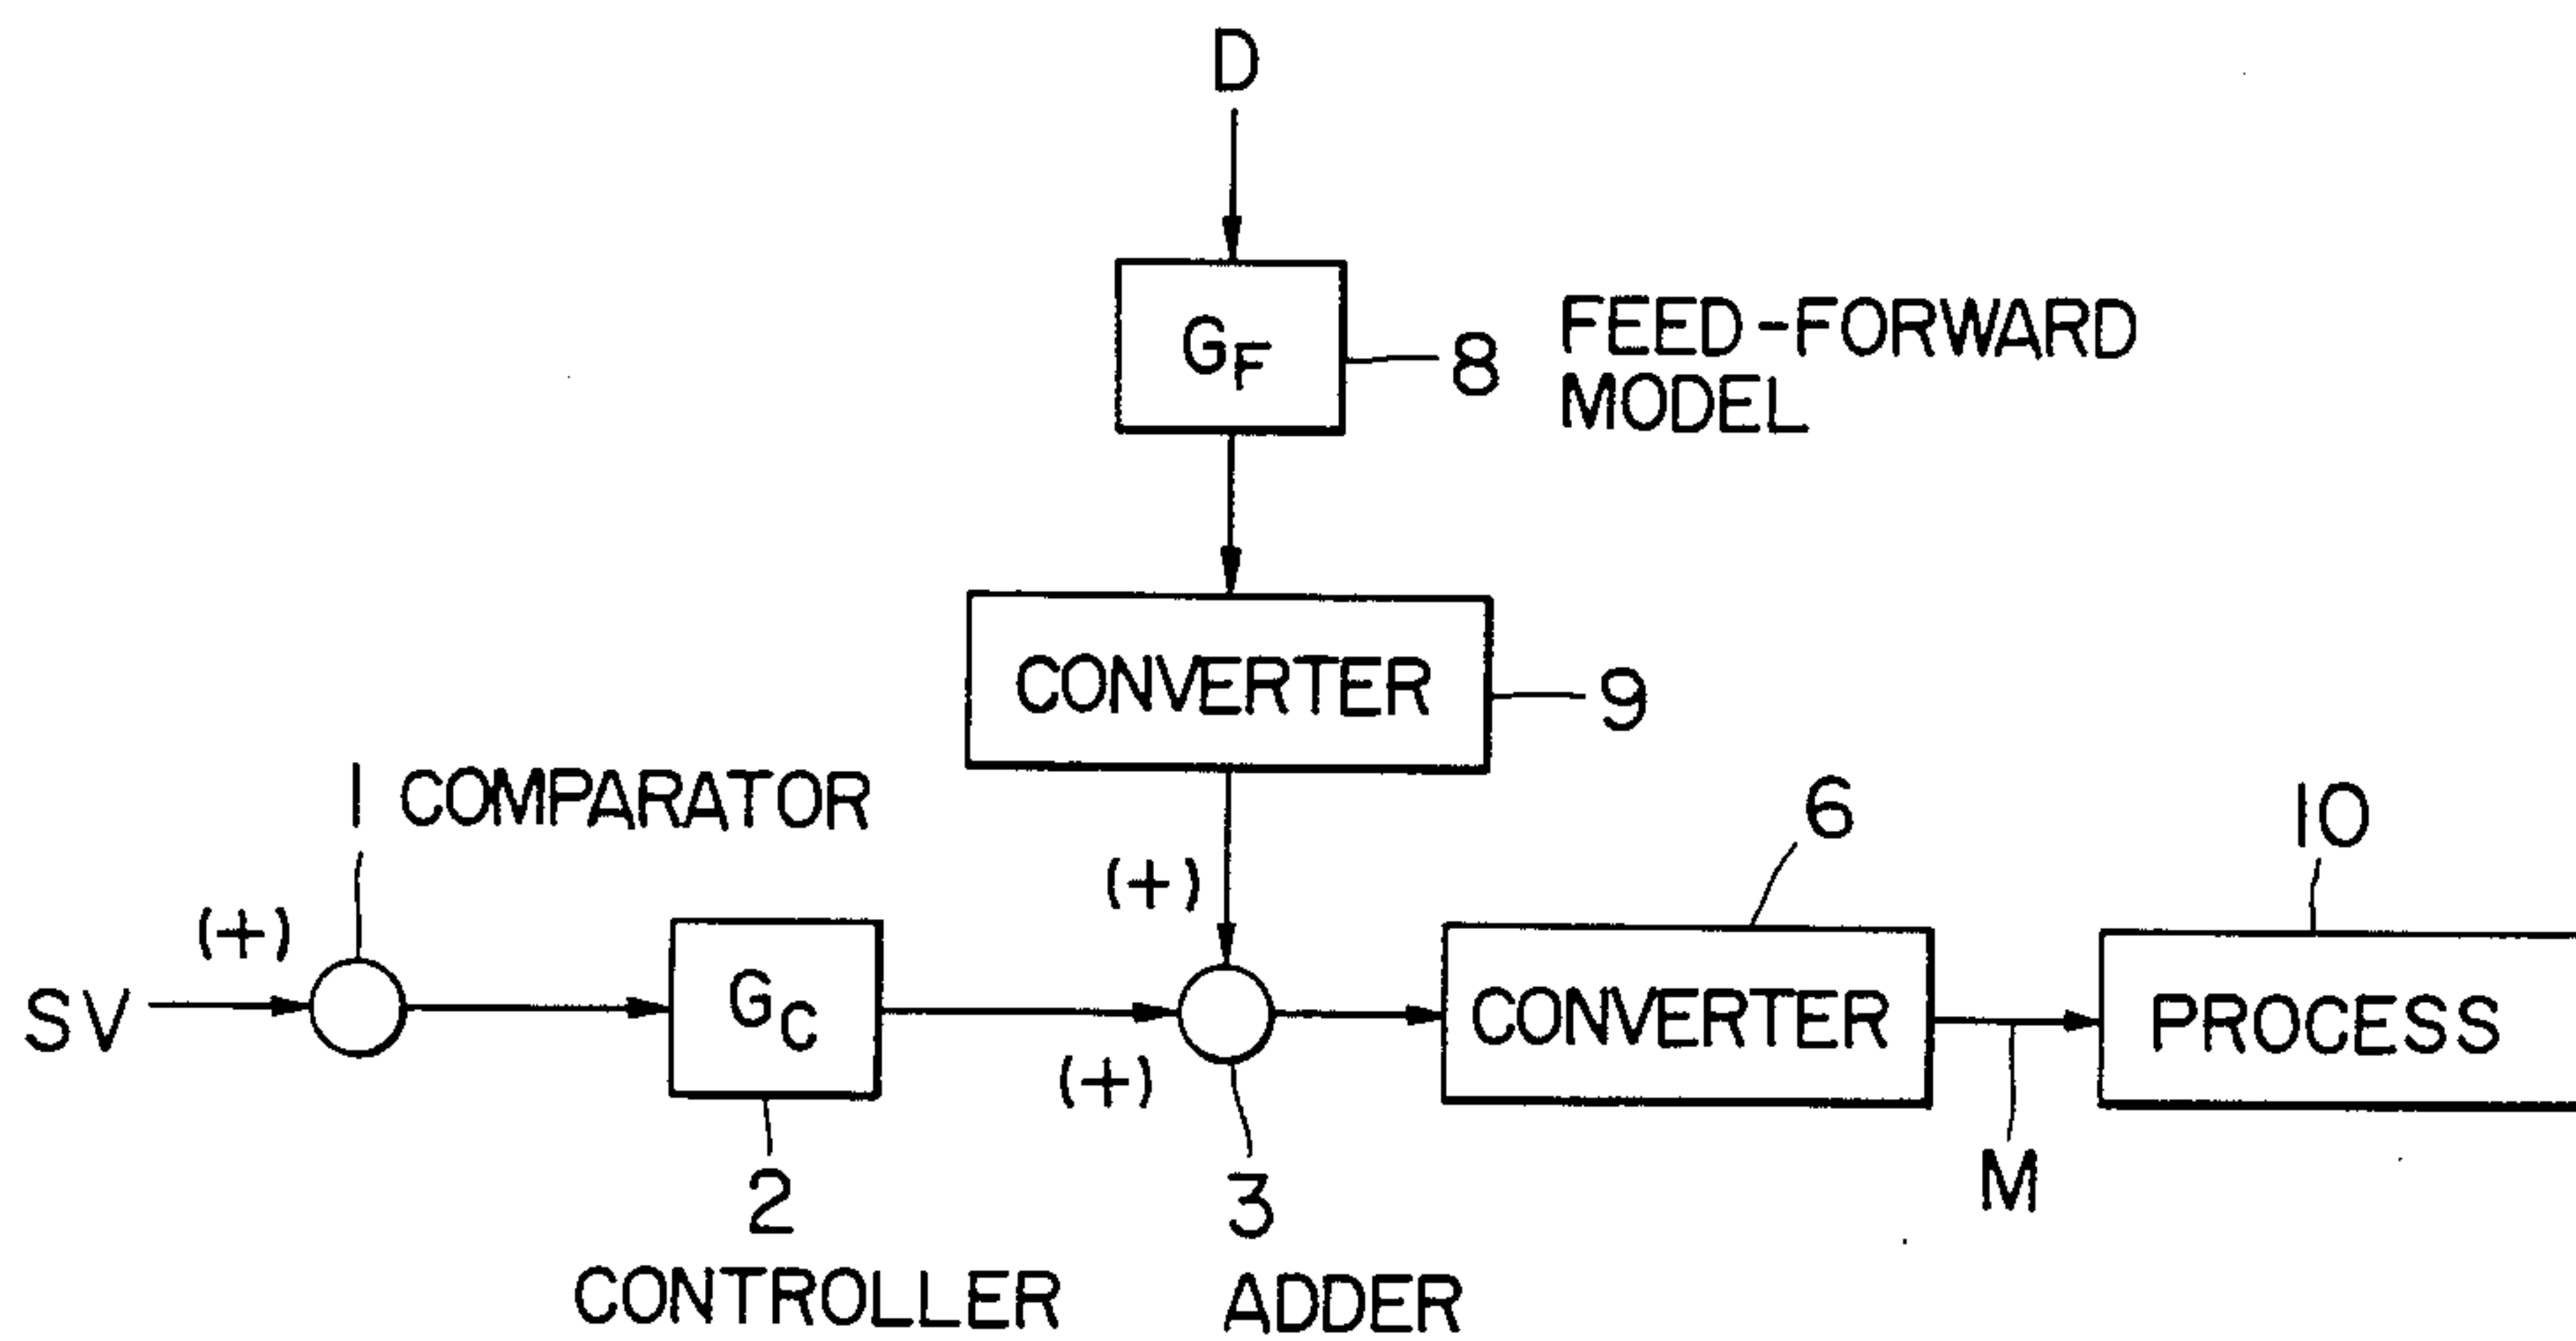 D
GF
8
FEED-FORWARD
MODEL
CONVERTER
9
1 COMPARATOR
6
10
(+)
(+)
SV
GC
CONVERTER
PROCESS
(+)
2
3
M
CONTROLLER
ADDER